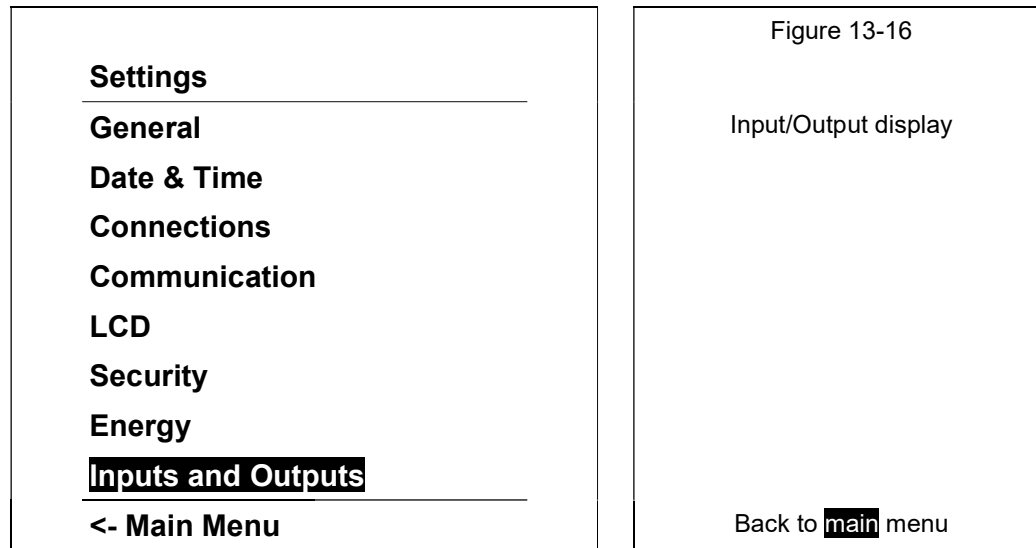 Settings
General
Date & Time
Connections
Communication
LCD
Security
Energy
Inputs and Outputs
<- Main Menu
Figure 13-16
Input/Output display
Back to main menu